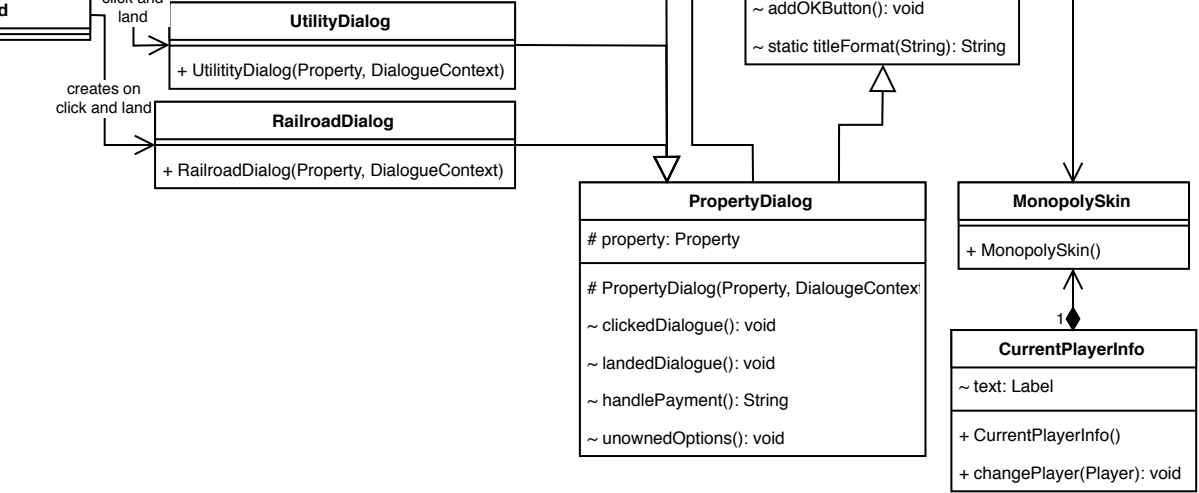 d
click and
land
UtilityDialog
+ UtilitityDialog(Property, DialogueContext)
creates on
click and land
RailroadDialog
+ RailroadDialog(Property, DialogueContext)
~ addOKButton(): void
~ static titleFormat(String): String
PropertyDialog
# property: Property
# PropertyDialog(Property, DialougeContext
~ clickedDialogue(): void
~ landedDialogue(): void
~ handlePayment(): String
~ unownedOptions(): void
MonopolySkin
+ MonopolySkin()
1
CurrentPlayerInfo
~ text: Label
+ CurrentPlayerInfo()
+ changePlayer(Player): void